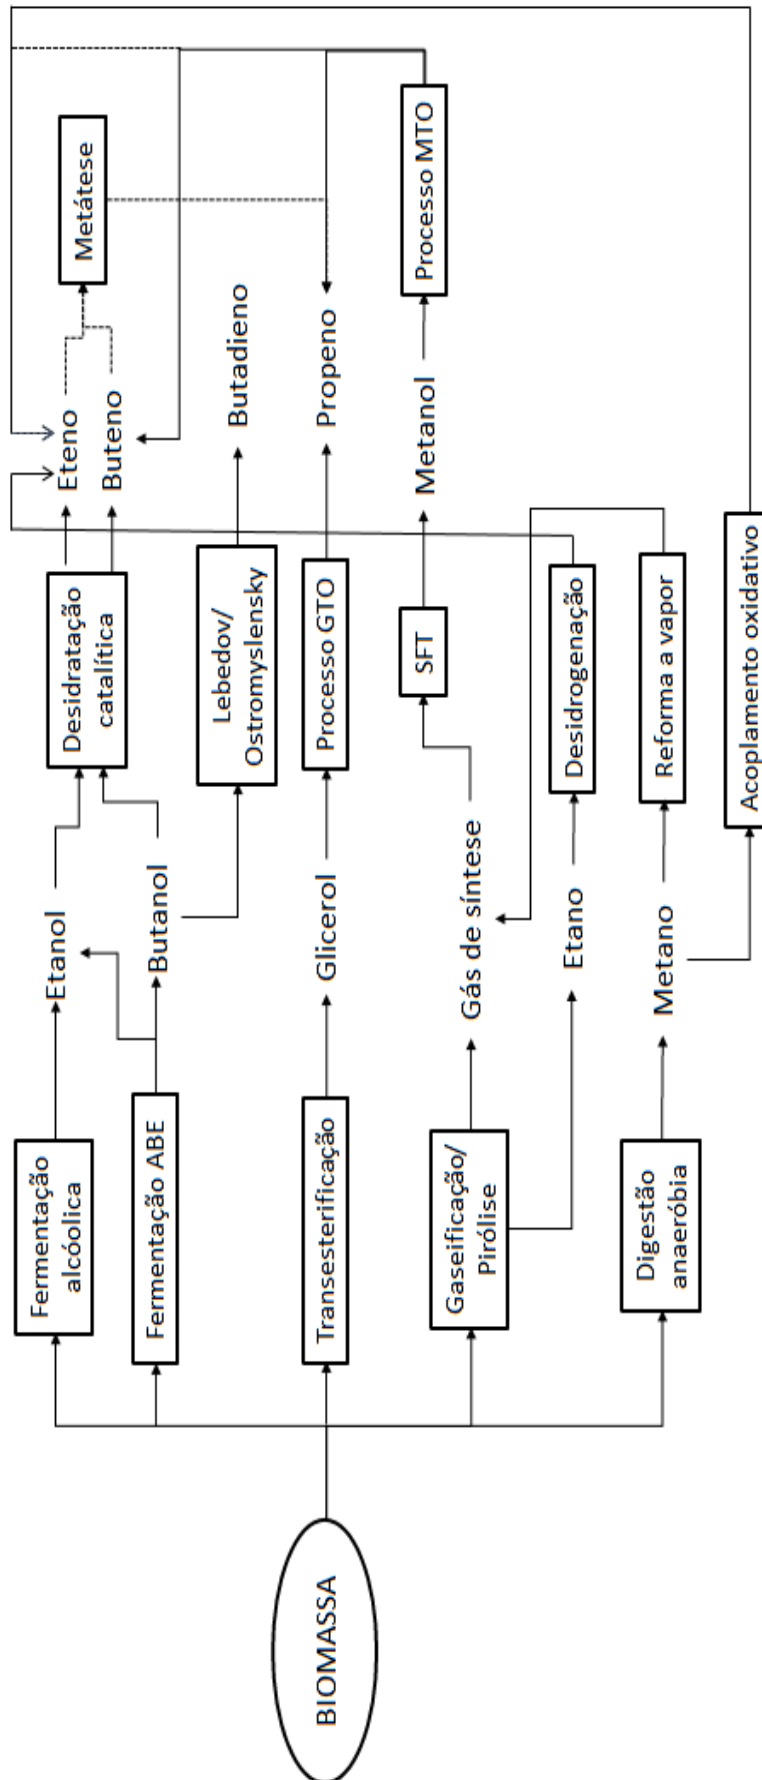 BIOMASSA
Fermentação
alcóolica
Fermentação ABE
Transesterificação
Gaseificação/
Pirólise
Digestão
anaeróbia
Etanol
Butanol
Glicerol
Gás de síntese
Etano
Metano
Desidratação
catalítica
Lebedov/
Ostromyslensky
Processo GTO
SFT
Desidrogenação
Reforma a vapor
Acoplamento oxidativo
Eteno
Buteno
Butadieno
Propeno
Metanol
Metátese
Processo MTO